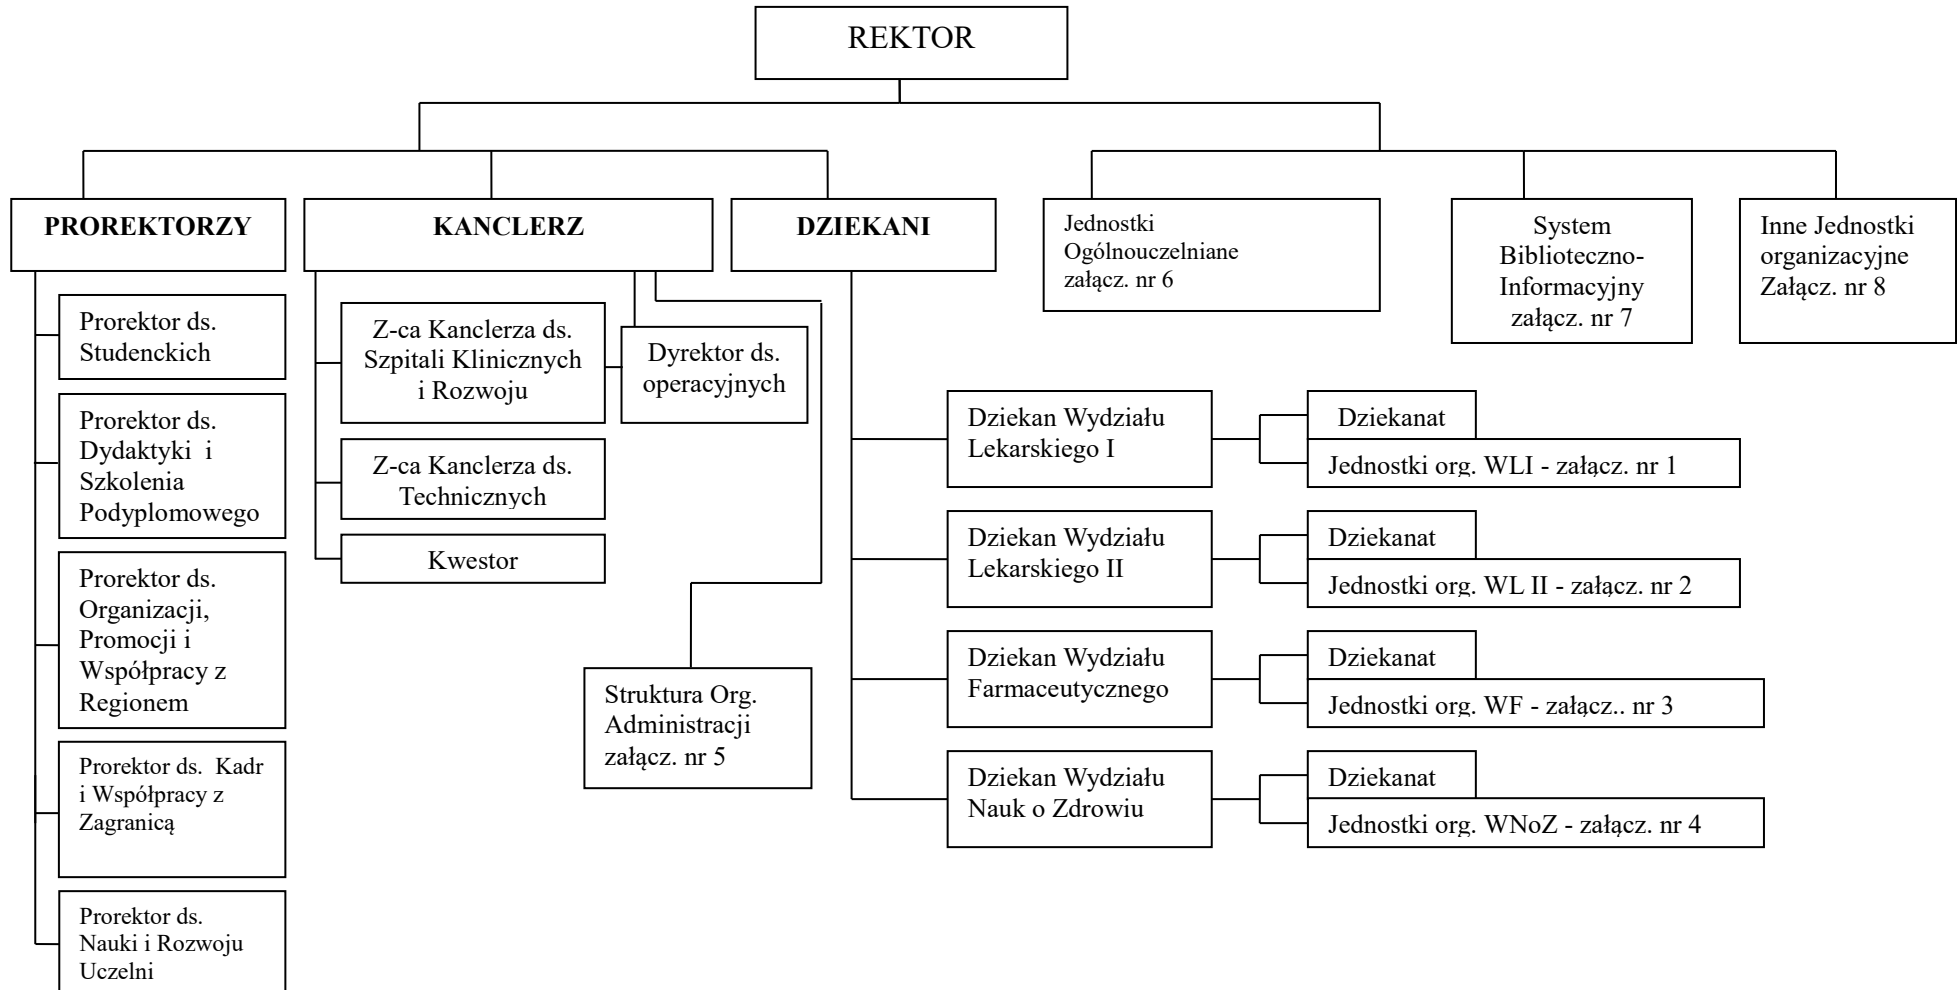 REKTOR
PROREKTORZY
KANCLERZ
DZIEKANI
Jednostki
Ogólnouczelniane
załącz. nr 6
System
Biblioteczno-
Informacyjny
załącz. nr 7
Inne Jednostki
organizacyjne
Załącz. nr 8
Prorektor ds.
Studenckich
Prorektor ds.
Dydaktyki i
Szkolenia
Podyplomowego
Prorektor ds.
Organizacji,
Promocji i
Współpracy z
Regionem
Prorektor ds. Kadr
i Współpracy z
Zagranicą
Prorektor ds.
Nauki i Rozwoju
Uczelni
Z-ca Kanclerza ds.
Szpitali Klinicznych
i Rozwoju
Dyrektor ds.
operacyjnych
Z-ca Kanclerza ds.
Technicznych
Kwestor
Struktura Org.
Administracji
załącz. nr 5
Dziekan Wydziału
Lekarskiego I
Dziekanat
Jednostki org. WLI - załącz. nr 1
Dziekan Wydziału
Lekarskiego II
Dziekanat
Jednostki org. WL II - załącz. nr 2
Dziekan Wydziału
Farmaceutycznego
Dziekanat
Jednostki org. WF - załącz.. nr 3
Dziekan Wydziału
Nauk o Zdrowiu
Dziekanat
Jednostki org. WNoZ - załącz. nr 4